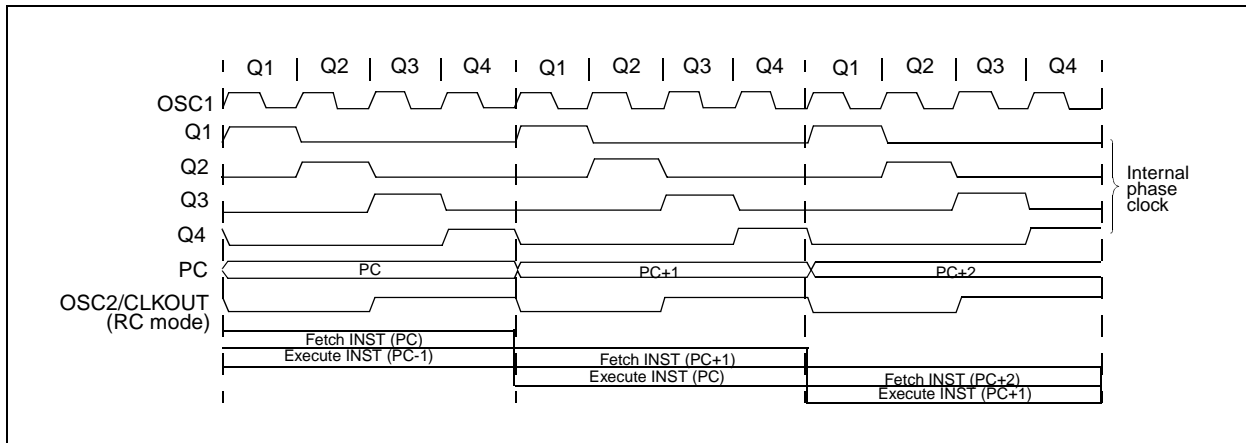 Q1 Q2 Q3 Q4 Q1 Q2 Q3 Q4 Q1 Q2 Q3 Q4
OSC1
Q1
Q2
Q3
Q4
Internal
phase
clock
PC
PC PC+1 PC+2
OSC2/CLKOUT
(RC mode)
Fetch INST (PC)
Execute INST (PC-1)
Fetch INST (PC+1)
Execute INST (PC)
Fetch INST (PC+2)
Execute INST (PC+1)